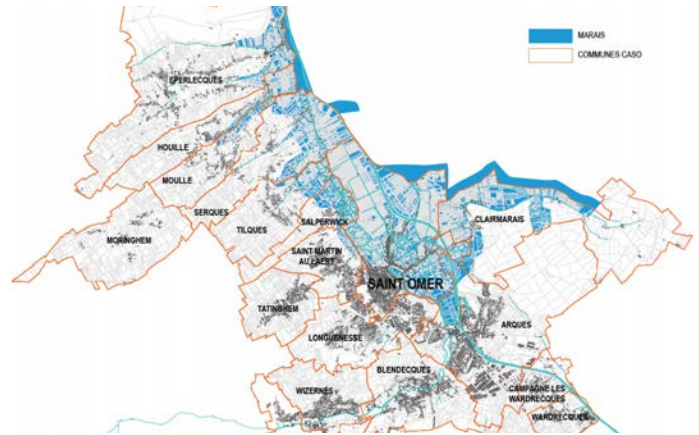 MARAIS
COMMUNES CASO
EPERLECQUES
HOULLE
MOULLE
SERQUES
MORINGHEM
TILQUES
SALPERWICK
CLAIRMARAIS
SAINT MARTIN
AU LAERT
SAINT OMER
TATINGHEM
ARQUES
LONGUENESSE
BLENDECQUES
WIZERNES
CAMPAGNE LES
WARDRECQUES
WARDRECQUES